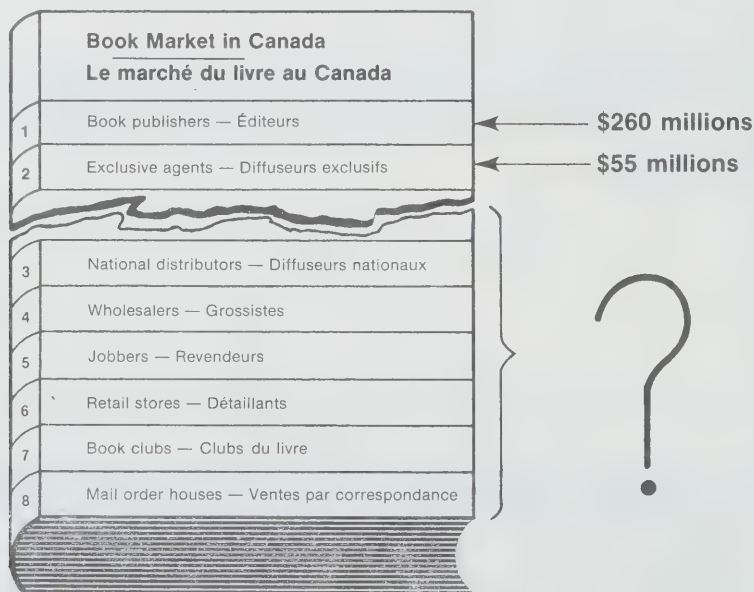 Book Market in Canada
Le marché du livre au Canada
1 Book publishers — Éditeurs
$260 millions
2 Exclusive agents — Diffuseurs exclusifs
$55 millions
3 National distributors — Diffuseurs nationaux
4 Wholesalers — Grossistes
5 Jobbers — Revendeurs
6 Retail stores — Détaillants
7 Book clubs — Clubs du livre
8 Mail order houses — Ventes par correspondance
?